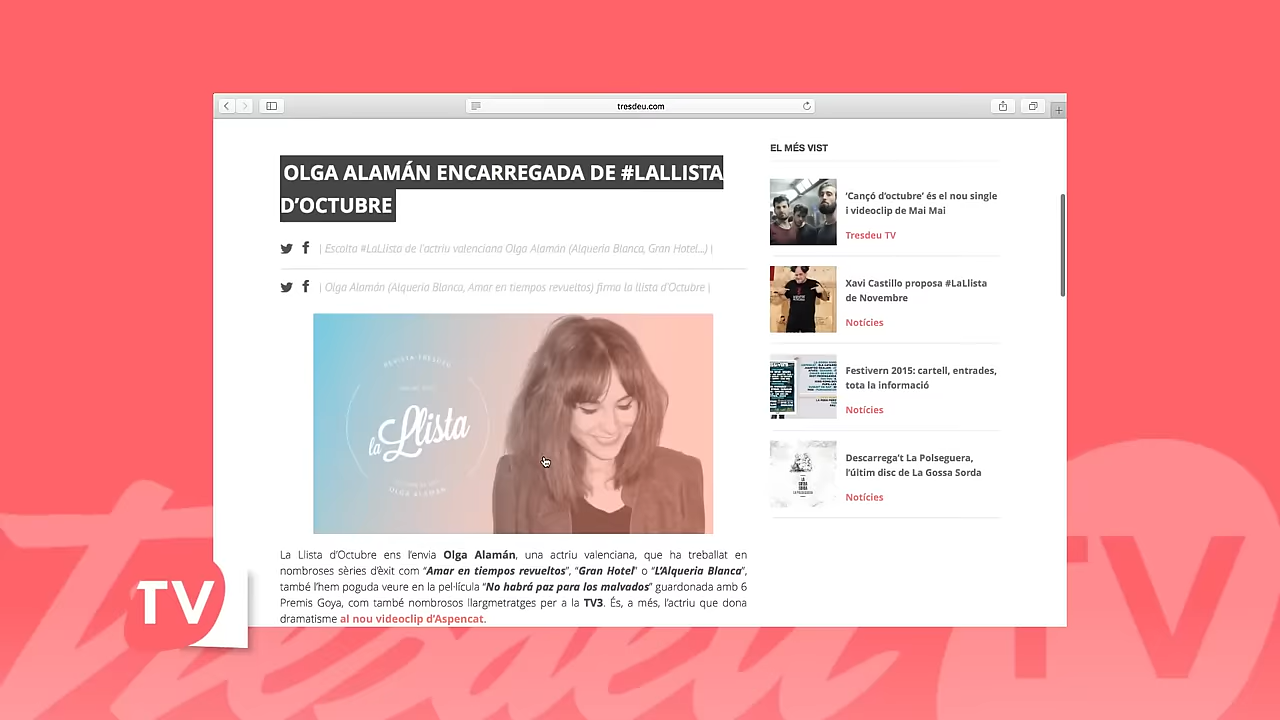 tresdeu.com
OLGA ALAMÁN ENCARREGADA DE #LALLISTA
D'OCTUBRE
| Escolta #LaLlista de l'actriu valenciana Olga Alamán (Alquería Blanca, Gran Hotel...) |
| Olga Alamán (Alqueria Blanca, Amar en tiempos revueltos) firma la llista d'Octubre |
REVISTA TRESDEU
la Llista
OLGA ALAMÁN
La Llista d'Octubre ens l'envia Olga Alamán, una actriu valenciana, que ha treballat en
nombroses sèries d'èxit com "Amar en tiempos revueltos", "Gran Hotel" o "L'Alqueria Blanca",
també l'hem poguda veure en la pel·lícula "No habrá paz para los malvados" guardonada amb 6
Premis Goya, com també nombrosos llargmetratges per a la TV3. És, a més, l'actriu que dona
dramatisme al nou videoclip d'Aspencat.
EL MÉS VIST
'Cançó d'octubre' és el nou single
i videoclip de Mai Mai
Tresdeu TV
Xavi Castillo proposa #LaLlista
de Novembre
Notícies
Festivern 2015: cartell, entrades,
tota la informació
Notícies
Descarrega't La Polseguera,
l'últim disc de La Gossa Sorda
Notícies
TV
Tresdeu TV